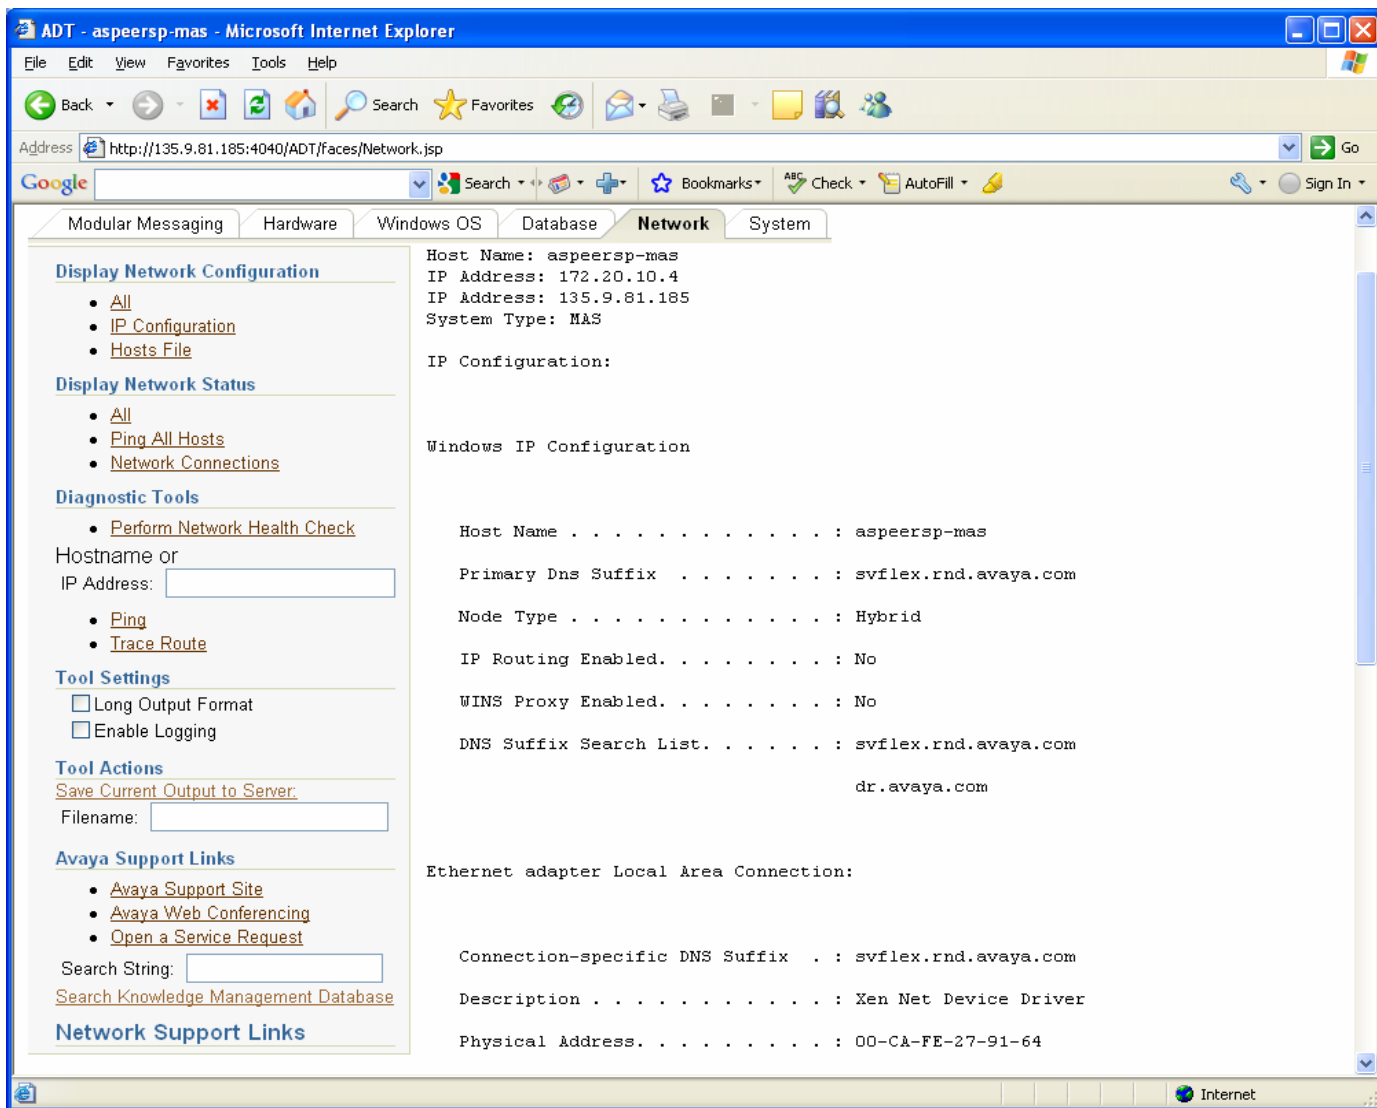 ADT - aspeersp-mas - Microsoft Internet Explorer
File Edit View Favorites Tools Help
Back Search Favorites
Address http://135.9.81.185:4040/ADT/faces/Network.jsp Go
Google Search Bookmarks ABC Check AutoFill Sign In
Modular Messaging Hardware Windows OS Database Network System
Display Network Configuration
All
IP Configuration
Hosts File
Display Network Status
All
Ping All Hosts
Network Connections
Diagnostic Tools
Perform Network Health Check
Hostname or
IP Address:
Ping
Trace Route
Tool Settings
Long Output Format
Enable Logging
Tool Actions
Save Current Output to Server:
Filename:
Avaya Support Links
Avaya Support Site
Avaya Web Conferencing
Open a Service Request
Search String:
Search Knowledge Management Database
Network Support Links
Host Name: aspeersp-mas
IP Address: 172.20.10.4
IP Address: 135.9.81.185
System Type: MAS
IP Configuration:
Windows IP Configuration
Host Name . . . . . . . . . . . . : aspeersp-mas
Primary Dns Suffix . . . . . . . : svflex.rnd.avaya.com
Node Type . . . . . . . . . . . . : Hybrid
IP Routing Enabled. . . . . . . . : No
WINS Proxy Enabled. . . . . . . . : No
DNS Suffix Search List. . . . . . : svflex.rnd.avaya.com
dr.avaya.com
Ethernet adapter Local Area Connection:
Connection-specific DNS Suffix . : svflex.rnd.avaya.com
Description . . . . . . . . . . . : Xen Net Device Driver
Physical Address. . . . . . . . . : 00-CA-FE-27-91-64
Internet